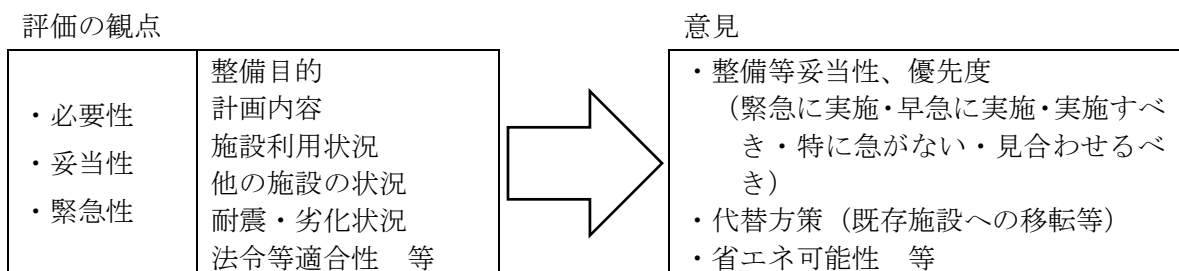 評価の観点
・必要性
・妥当性
・緊急性
整備目的
計画内容
施設利用状況
他の施設の状況
耐震・劣化状況
法令等適合性　等
意見
・整備等妥当性、優先度
（緊急に実施・早急に実施・実施すべ
き・特に急がない・見合わせるべ
き）
・代替方策（既存施設への移転等）
・省エネ可能性　等